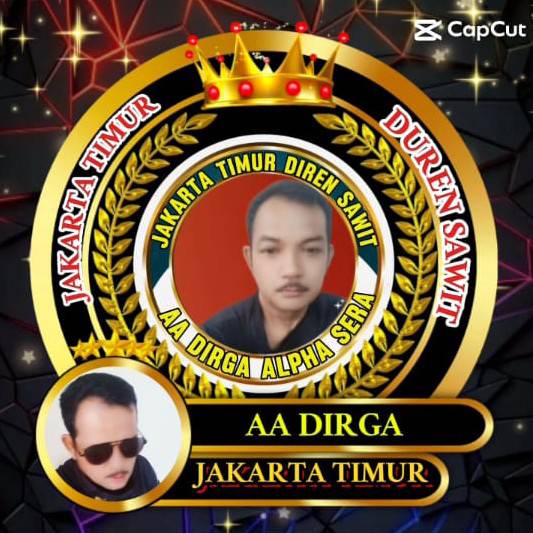 CapCut
JAKARTA TIMUR
DUREN SAWIT
JAKARTA TIMUR DIREN SAWIT
AA DIRGA ALPHA SERA
AA DIRGA
JAKARTA TIMUR